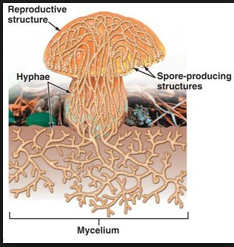 Reproductive
structure
Hyphae
Spore-producing
structures
Mycelium